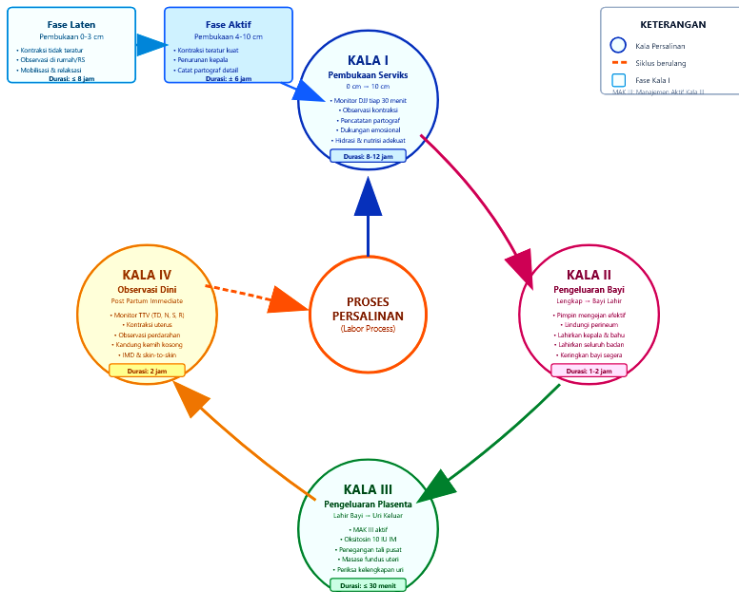 Fase Laten
Pembukaan 0-3 cm
• Kontraksi tidak teratur
• Observasi di rumah/RS
• Mobilisasi & relaksasi
Durasi: ≤ 8 jam
Fase Aktif
Pembukaan 4-10 cm
• Kontraksi teratur kuat
• Penurunan kepala
• Catat partograf detail
Durasi: ± 6 jam
KALA I
Pembukaan Serviks
0 cm → 10 cm
• Monitor DJJ tiap 30 menit
• Observasi kontraksi
• Pencatatan partograf
• Dukungan emosional
• Hidrasi & nutrisi adekuat
Durasi: 8-12 jam
KETERANGAN
Kala Persalinan
Siklus berulang
Fase Kala I
KALA IV
Observasi Dini
Post Partum Immediate
• Monitor TTV (TD, N, S, R)
• Kontraksi uterus
• Observasi perdarahan
• Kandung kemih kosong
• IMD & skin-to-skin
Durasi: 2 jam
PROSES
PERSALINAN
(Labor Process)
KALA II
Pengeluaran Bayi
Lengkap → Bayi Lahir
• Pimpin mengejan efektif
• Lindungi perineum
• Lahirkan kepala & bahu
• Lahirkan seluruh badan
• Keringkan bayi segera
Durasi: 1-2 jam
KALA III
Pengeluaran Plasenta
Lahir Bayi → Uri Keluar
• MAK III aktif
• Oksitosin 10 IU IM
• Penegangan tali pusat
• Masase fundus uteri
• Periksa kelengkapan uri
Durasi: ≤ 30 menit